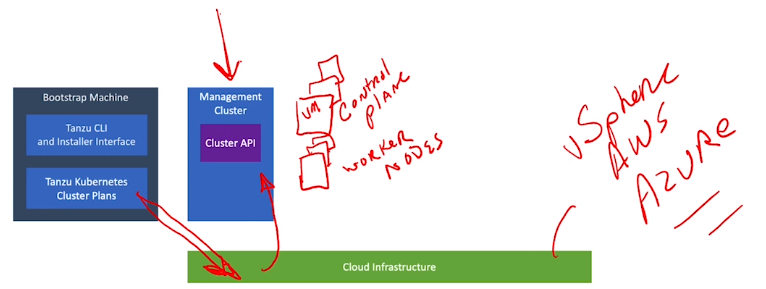 Bootstrap Machine
Tanzu CLI
and Installer Interface
Tanzu Kubernetes
Cluster Plans
Management
Cluster
Cluster API
VM
CONTROL
PLANE
WORKER
NODES
vSphere
AWS
AZURE
Cloud Infrastructure